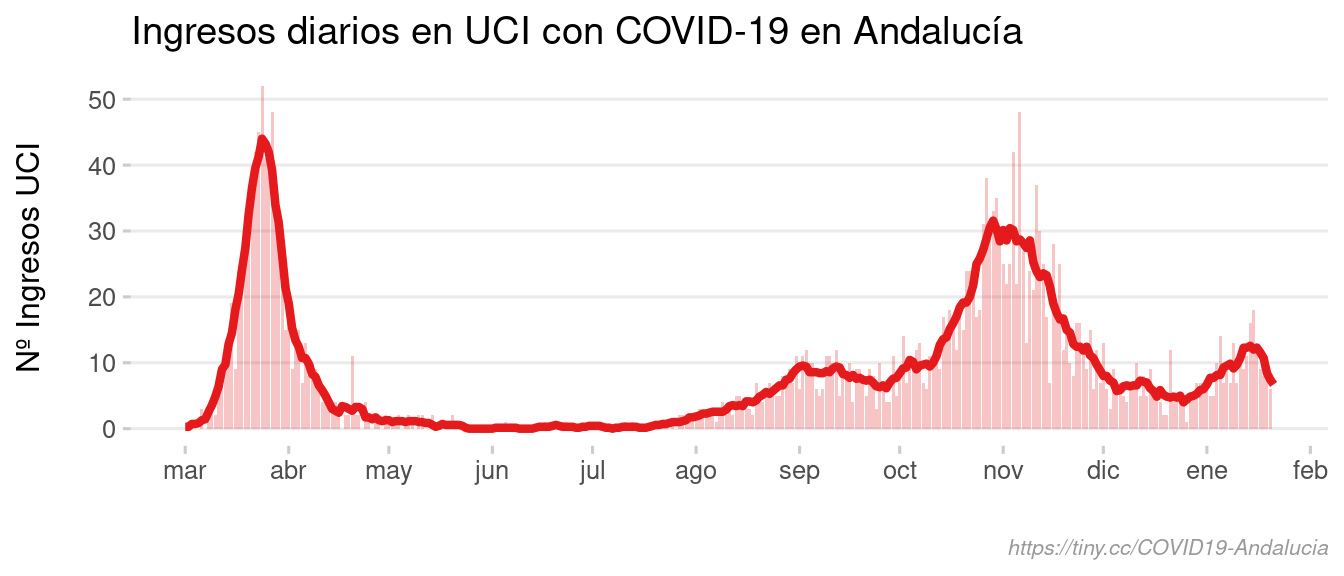 Ingresos diarios en UCI con COVID-19 en Andalucía
Nº Ingresos UCI
50
40
30
20
10
0
mar abr may jun jul ago sep oct nov dic ene feb
https://tiny.cc/COVID19-Andalucia